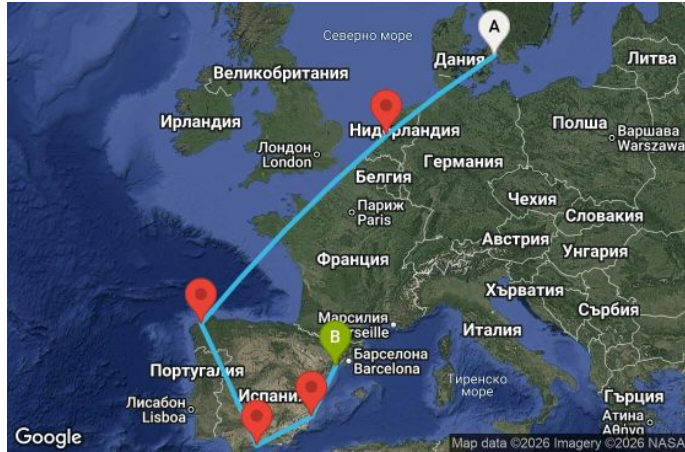 A
Северно море
Дания
Литва
Великобритания
Ирландия
Нидерландия
Полша
Варшава
Warszawa
Лондон
London
Белгия
Германия
Париж
Paris
Чехия
Словакия
Австрия
Унгария
Франция
Хърватия
Сърбия
Марсилия
Marseille
Италия
B
Барселона
Barcelona
Португалия
Испания
Тиренско
море
Гърция
Лисабон
Lisboa
Атина
Αθήνα
Google
Map data ©2026 Imagery ©2026 NASA